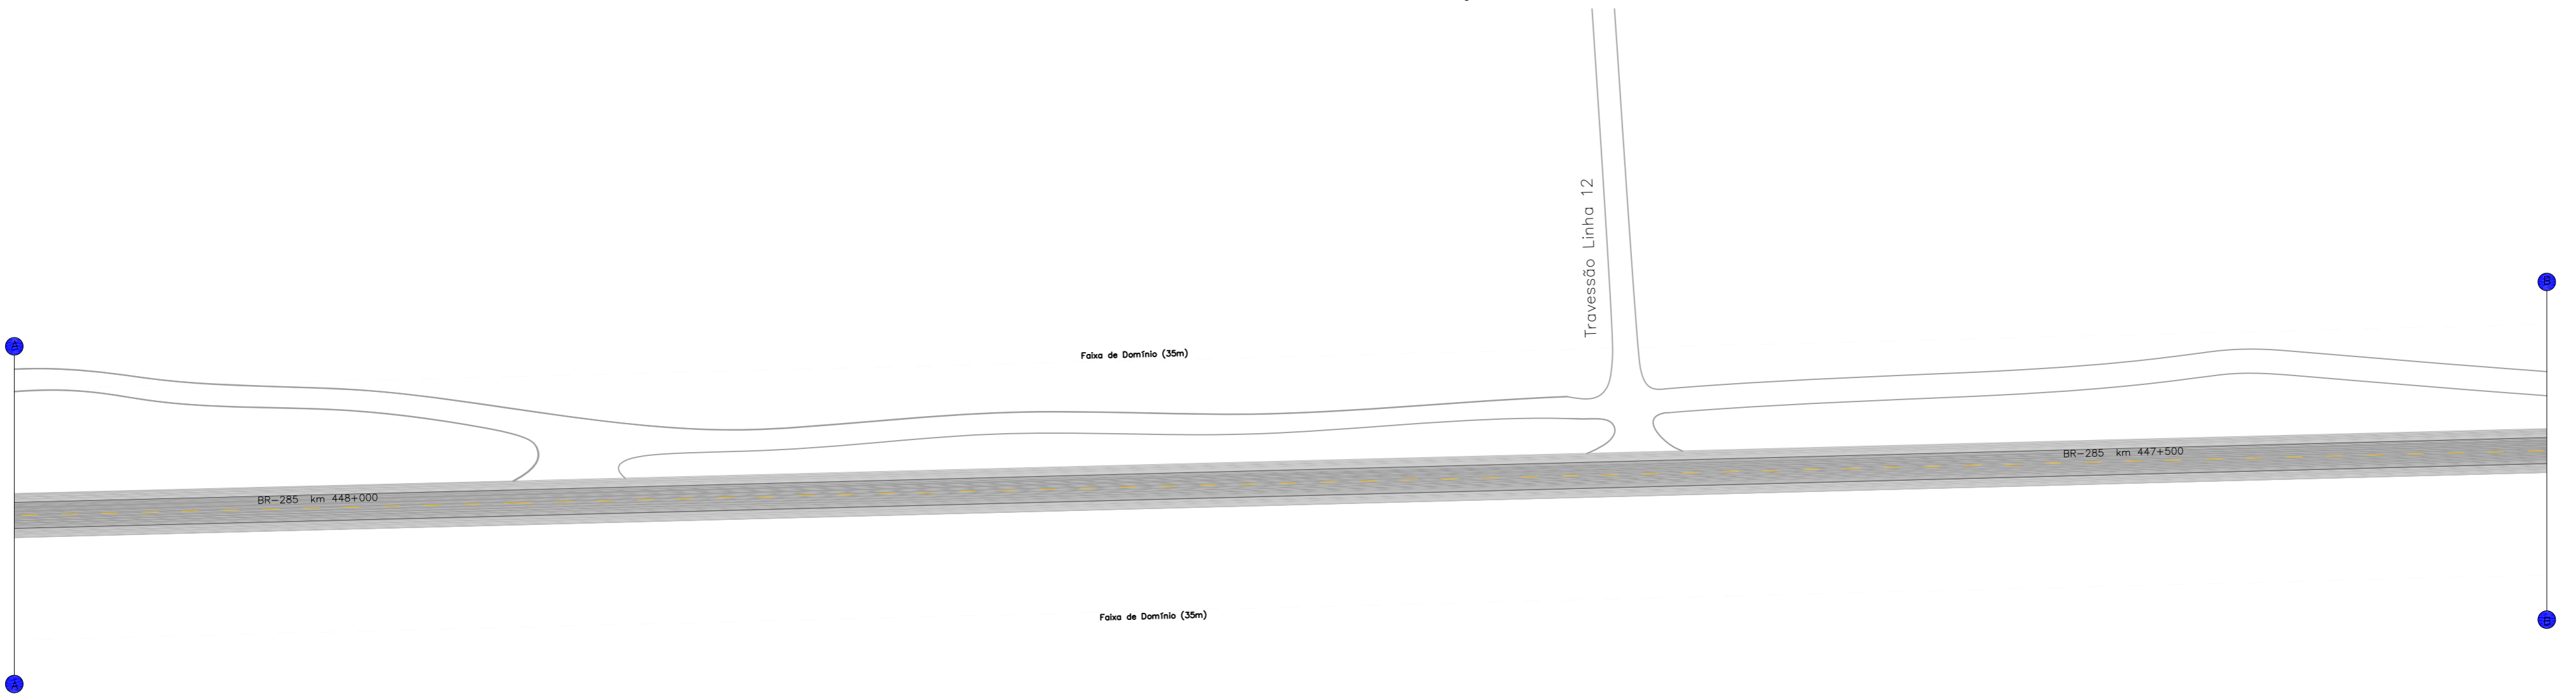 Travessão Linha 12
B
A
Faixa de Domínio (35m)
BR-285 km 447+500
BR-285 km 448+000
Faixa de Domínio (35m)
B
A